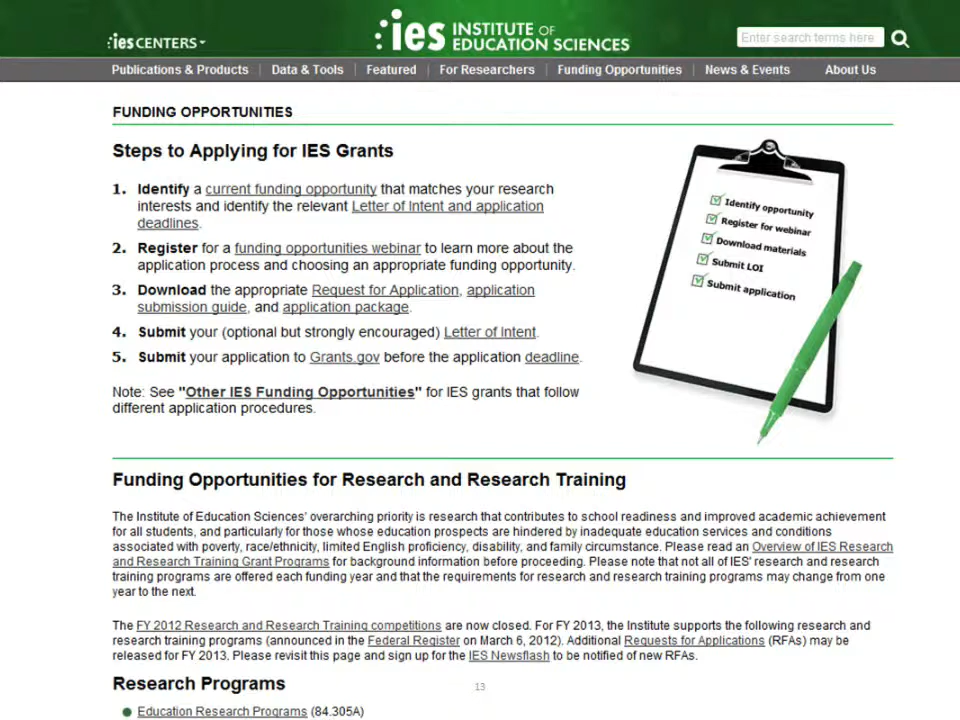 ies CENTERS
ies INSTITUTE OF
EDUCATION SCIENCES
Enter search terms here
Publications & Products | Data & Tools | Featured | For Researchers | Funding Opportunities | News & Events About Us
FUNDING OPPORTUNITIES
Steps to Applying for IES Grants
1. Identify a current funding opportunity that matches your research
interests and identify the relevant Letter of Intent and application
deadlines.
2. Register for a funding opportunities webinar to learn more about the
application process and choosing an appropriate funding opportunity.
3. Download the appropriate Request for Application, application
submission guide, and application package.
4. Submit your (optional but strongly encouraged) Letter of Intent.
5. Submit your application to Grants.gov before the application deadline.
Note: See "Other IES Funding Opportunities" for IES grants that follow
different application procedures.
Identify opportunity
Register for webinar
Download materials
Submit LOI
Submit application
Funding Opportunities for Research and Research Training
The Institute of Education Sciences' overarching priority is research that contributes to school readiness and improved academic achievement
for all students, and particularly for those whose education prospects are hindered by inadequate education services and conditions
associated with poverty, race/ethnicity, limited English proficiency, disability, and family circumstance. Please read an Overview of IES Research
and Research Training Grant Programs for background information before proceeding. Please note that not all of IES' research and research
training programs are offered each funding year and that the requirements for research and research training programs may change from one
year to the next.
The FY 2012 Research and Research Training competitions are now closed. For FY 2013, the Institute supports the following research and
research training programs (announced in the Federal Register on March 6, 2012). Additional Requests for Applications (RFAs) may be
released for FY 2013. Please revisit this page and sign up for the IES Newsflash to be notified of new RFAs.
Research Programs
13
Education Research Programs (84.305A)